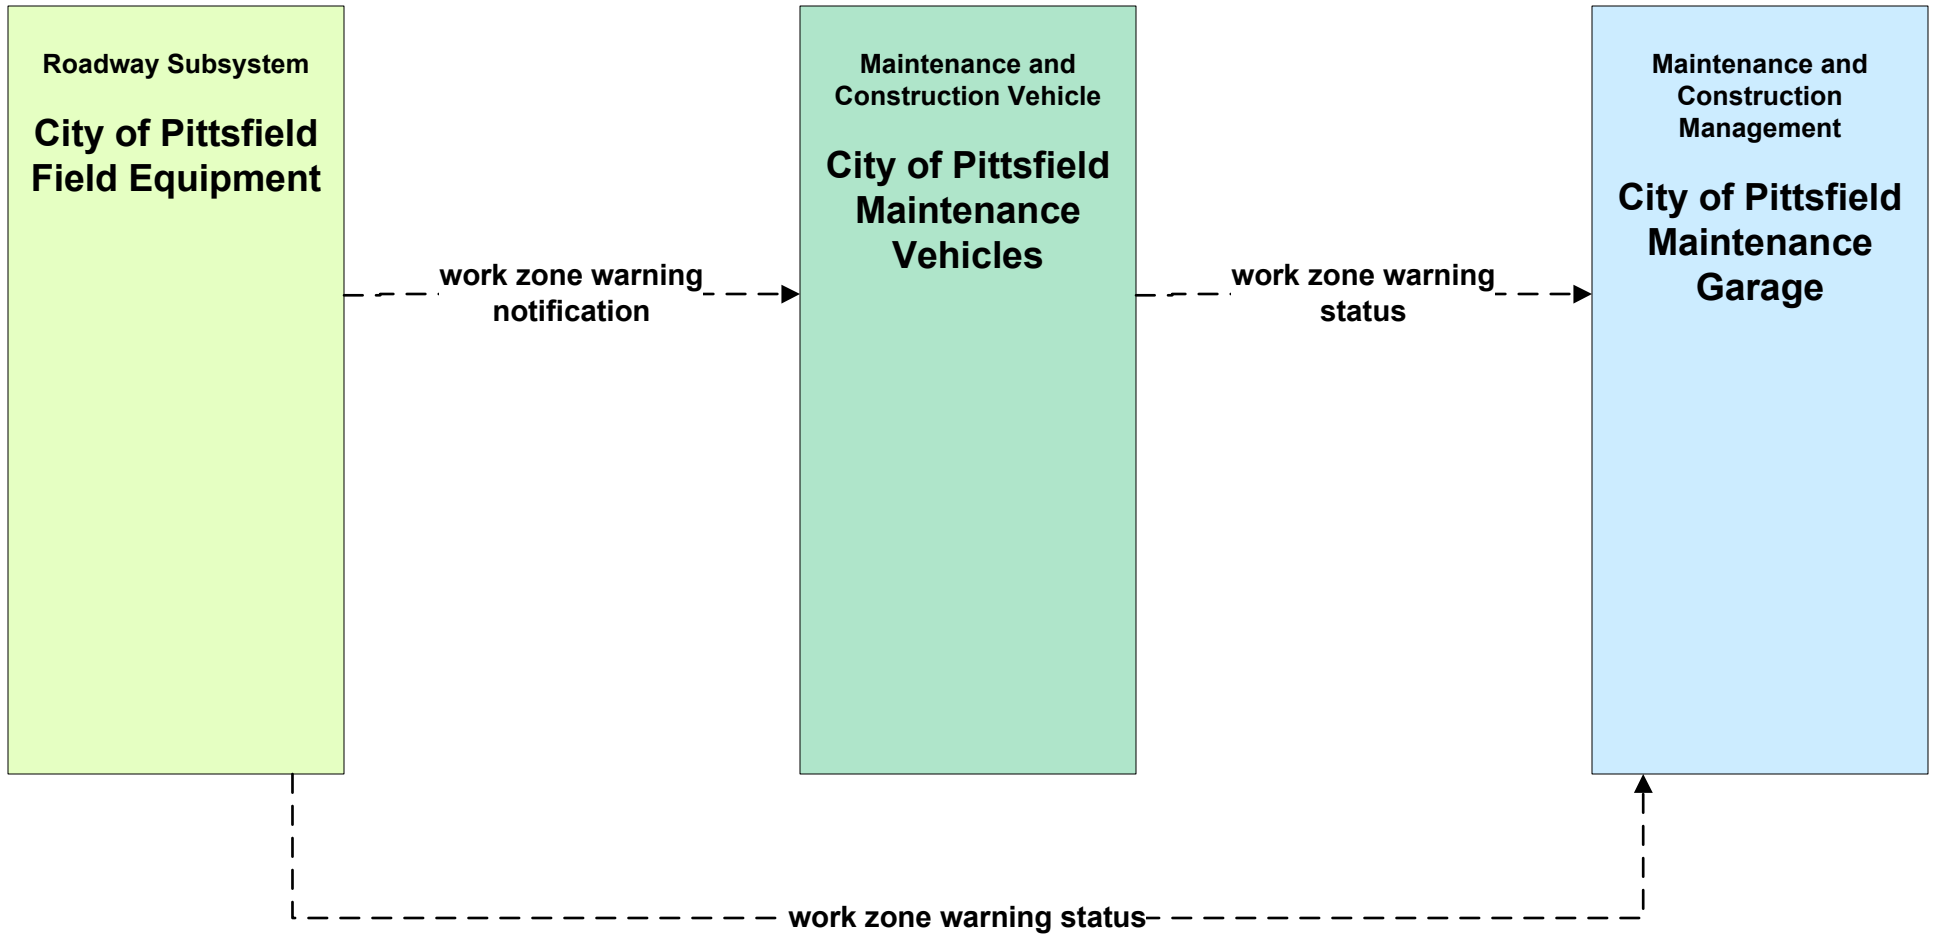 Roadway Subsystem
City of Pittsfield
Field Equipment
work zone warning
notification
Maintenance and
Construction Vehicle
City of Pittsfield
Maintenance
Vehicles
work zone warning
status
Maintenance and
Construction
Management
City of Pittsfield
Maintenance
Garage
work zone warning status